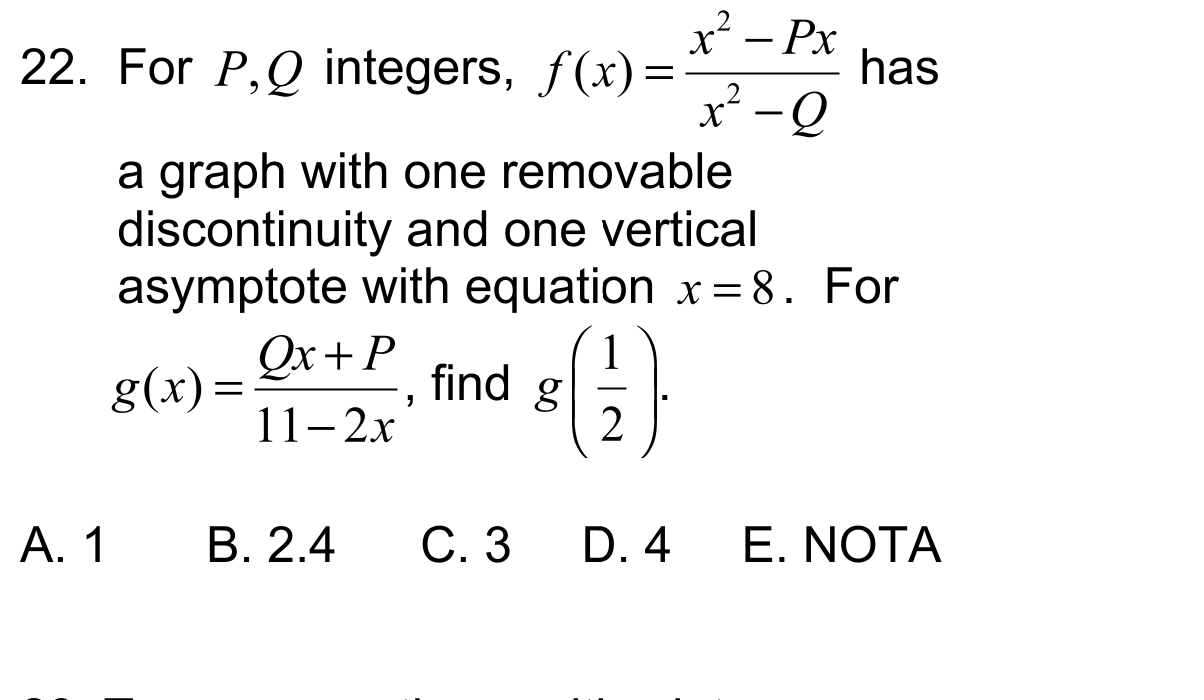 22. For P,Q integers, f(x) = \frac{x^2 - Px}{x^2 - Q} has
a graph with one removable
discontinuity and one vertical
asymptote with equation x = 8. For
g(x) = \frac{Qx + P}{11 - 2x}, find g\left(\frac{1}{2}\right).
A. 1 B. 2.4 C. 3 D. 4 E. NOTA